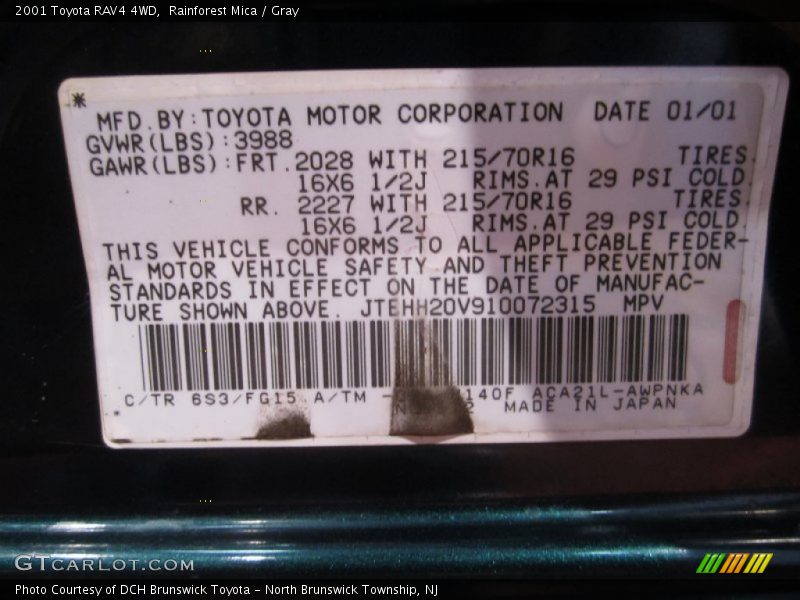 2001 Toyota RAV4 4WD, Rainforest Mica / Gray
MFD.BY:TOYOTA MOTOR CORPORATION DATE 01/01
GVWR(LBS):3988
GAWR(LBS):FRT.2028 WITH 215/70R16 TIRES
16X6 1/2J RIMS.AT 29 PSI COLD
RR. 2227 WITH 215/70R16 TIRES
16X6 1/2J RIMS.AT 29 PSI COLD
THIS VEHICLE CONFORMS TO ALL APPLICABLE FEDER-
AL MOTOR VEHICLE SAFETY AND THEFT PREVENTION
STANDARDS IN EFFECT ON THE DATE OF MANUFAC-
TURE SHOWN ABOVE. JTEHH20V910072315 MPV
C/TR 6S3/FG15 A/TM 140F ACA21L-AWPNKA
MADE IN JAPAN
GTCARLOT.COM
Photo Courtesy of DCH Brunswick Toyota - North Brunswick Township, NJ